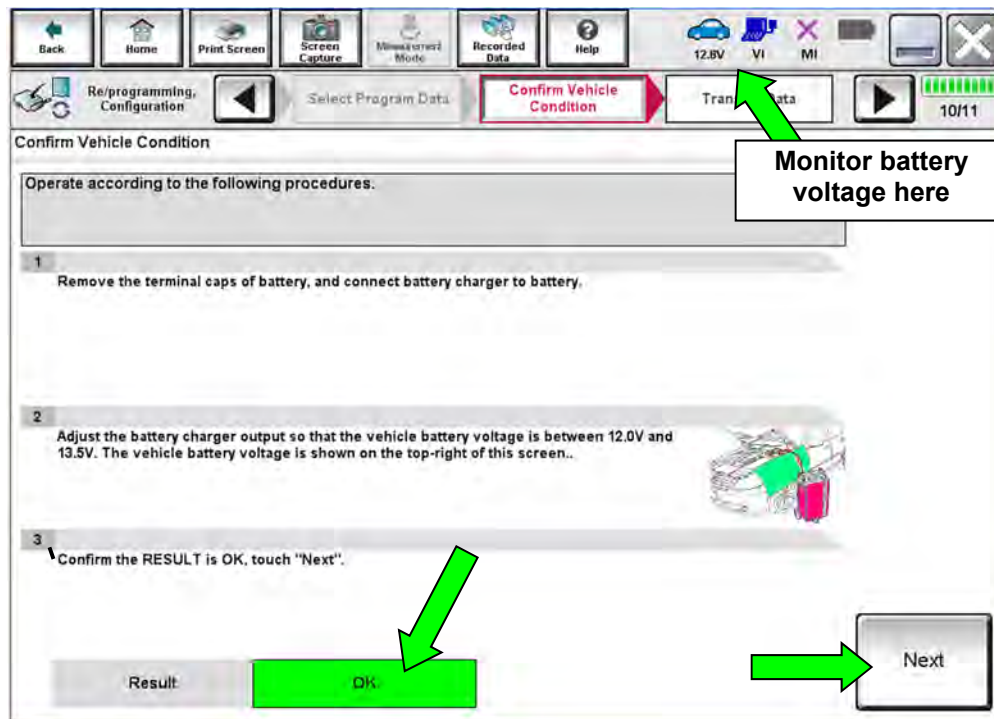 Back
Home
Print Screen
Screen
Capture
Measurement
Mode
Recorded
Data
Help
12.8V
VI
MI
Re/programming,
Configuration
Select Program Data
Confirm Vehicle
Condition
Tran
ata
10/11
Confirm Vehicle Condition
Monitor battery
voltage here
Operate according to the following procedures.
1
Remove the terminal caps of battery, and connect battery charger to battery.
2
Adjust the battery charger output so that the vehicle battery voltage is between 12.0V and
13.5V. The vehicle battery voltage is shown on the top-right of this screen..
3
Confirm the RESULT is OK, touch "Next".
Result
OK
Next